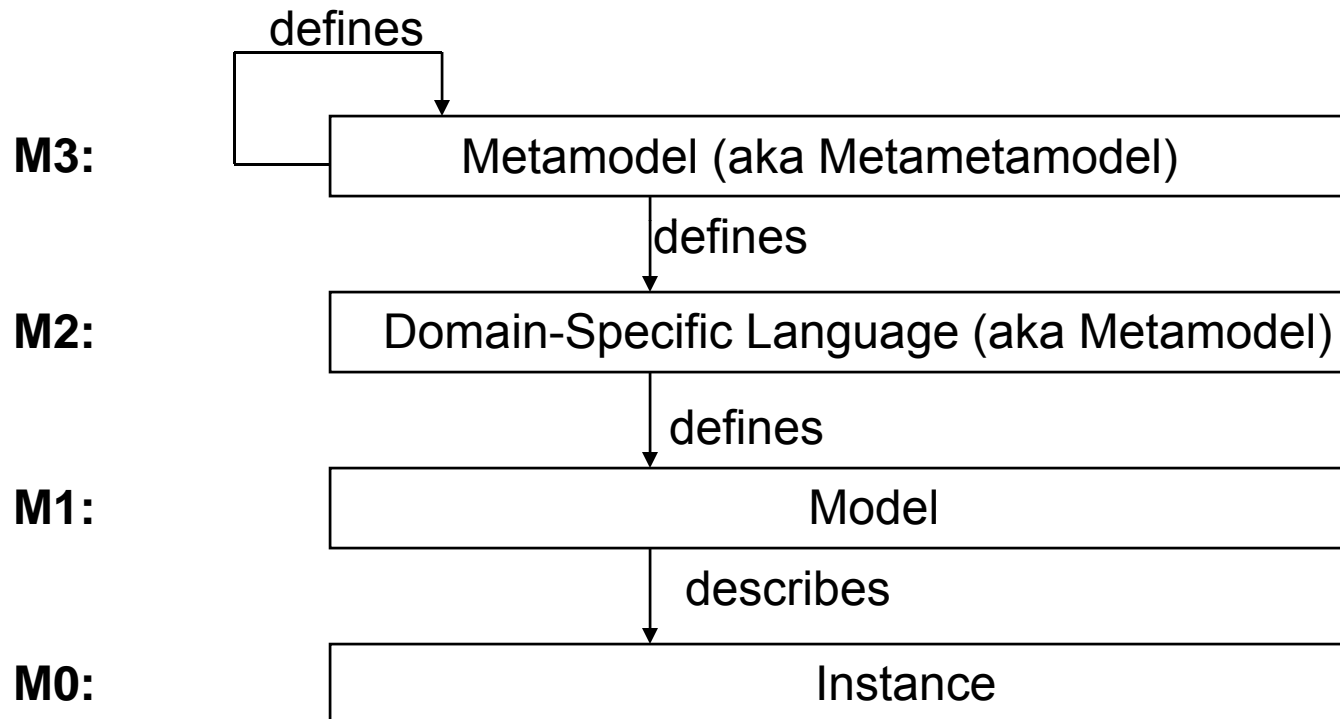 defines
M3: Metamodel (aka Metametamodel)
defines
M2: Domain-Specific Language (aka Metamodel)
defines
M1: Model
describes
M0: Instance